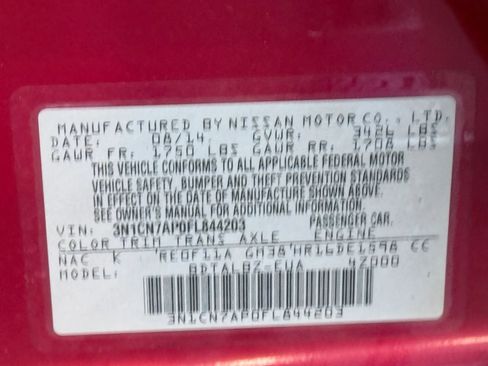 MANUFACTURED BY NISSAN MOTOR CO., LTD.
DATE: 08/14 GVWR: 3426 LBS
GAWR FR: 1750 LBS GAWR RR: 1708 LBS
THIS VEHICLE CONFORMS TO ALL APPLICABLE FEDERAL MOTOR
VEHICLE SAFETY, BUMPER AND THEFT PREVENTION STANDARDS
IN EFFECT ON THE DATE OF MANUFACTURE SHOWN ABOVE.
SEE OWNER'S MANUAL FOR ADDITIONAL INFORMATION.
VIN: 3N1CN7AP0FL844203 PASSENGER CAR.
COLOR TRIM TRANS AXLE ENGINE
NAC K RE0F11A GM38 HR16DE1598 CC
MODEL: BDTALBZ-EUA 4Z000
3N1CN7AP0FL844203